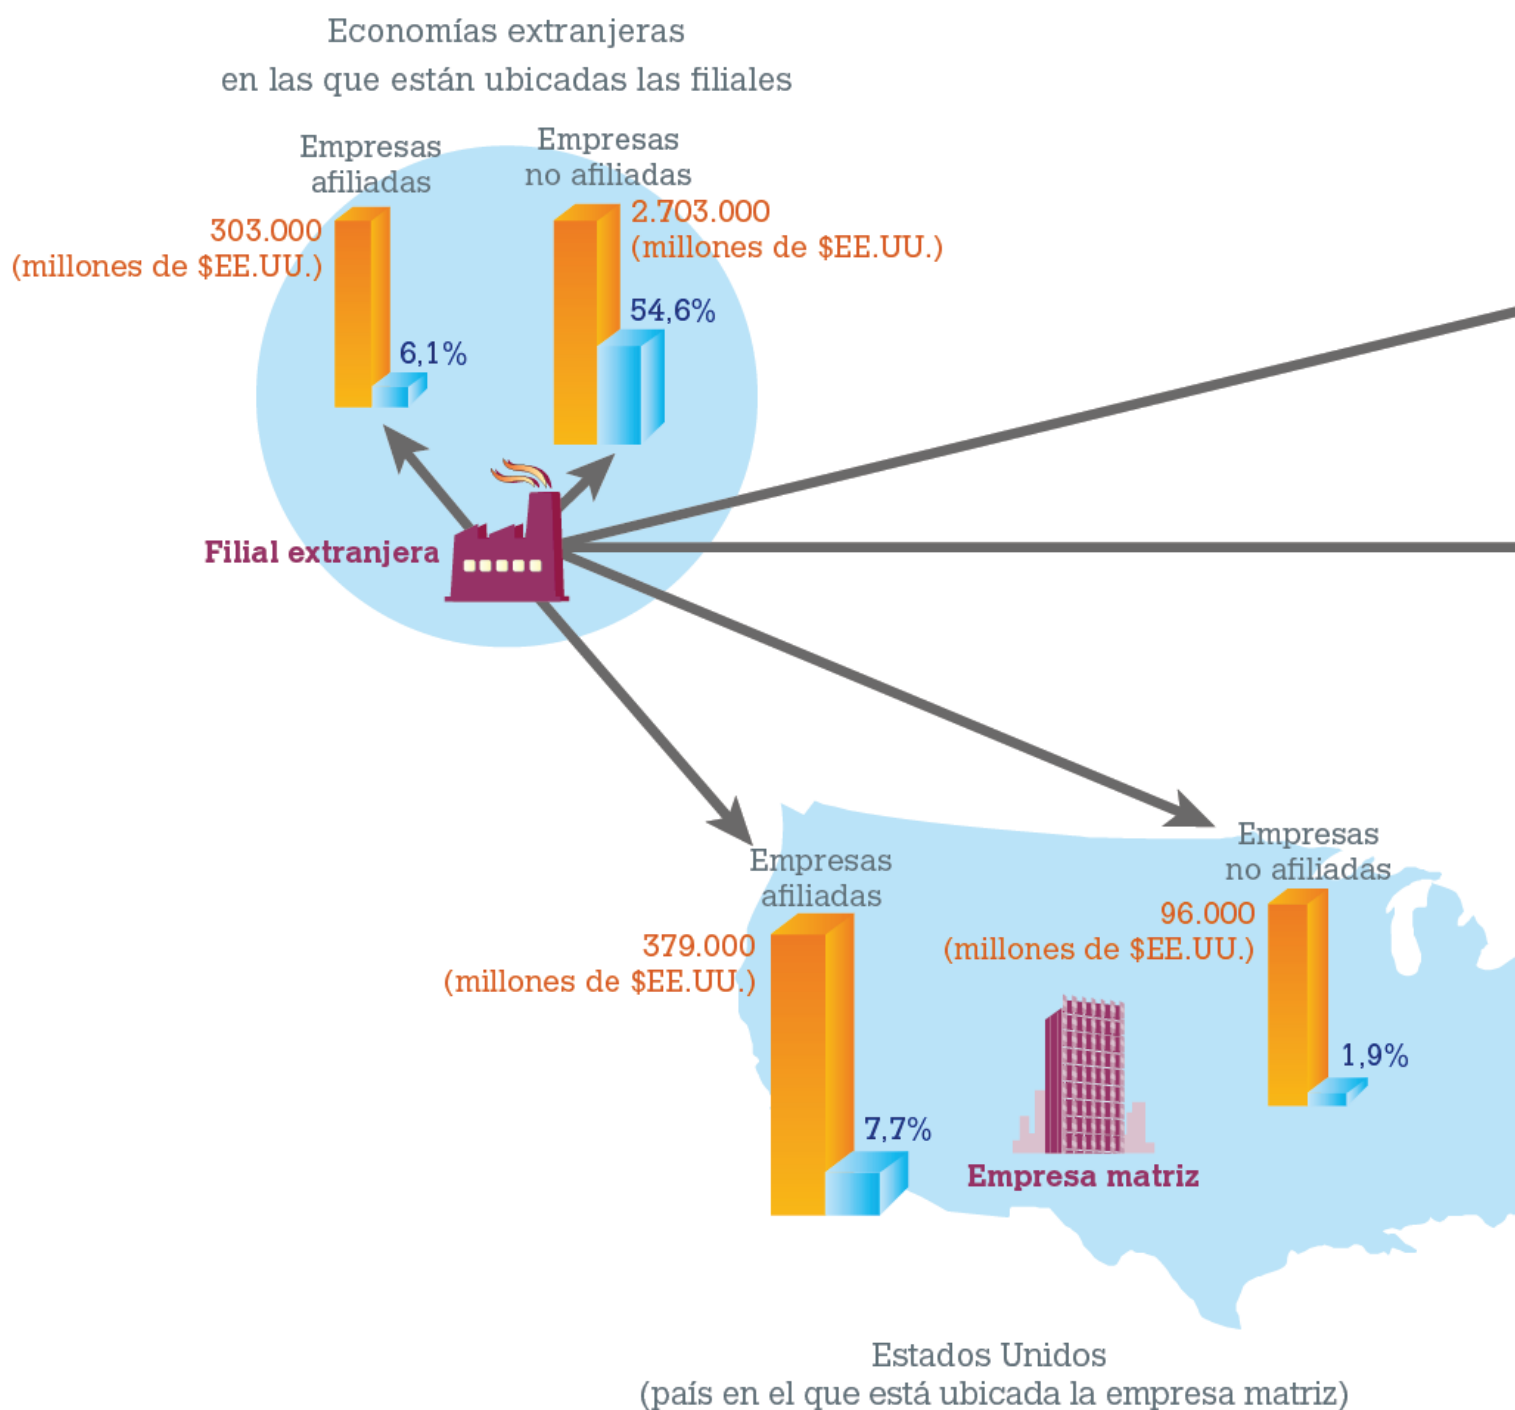 Economías extranjeras
en las que están ubicadas las filiales
Empresas
afiliadas
Empresas
no afiliadas
303.000
(millones de $EE.UU.)
2.703.000
(millones de $EE.UU.)
54,6%
6,1%
Filial extranjera
Empresas
afiliadas
Empresas
no afiliadas
379.000
(millones de $EE.UU.)
96.000
(millones de $EE.UU.)
1,9%
7,7%
Empresa matriz
Estados Unidos
(país en el que está ubicada la empresa matriz)